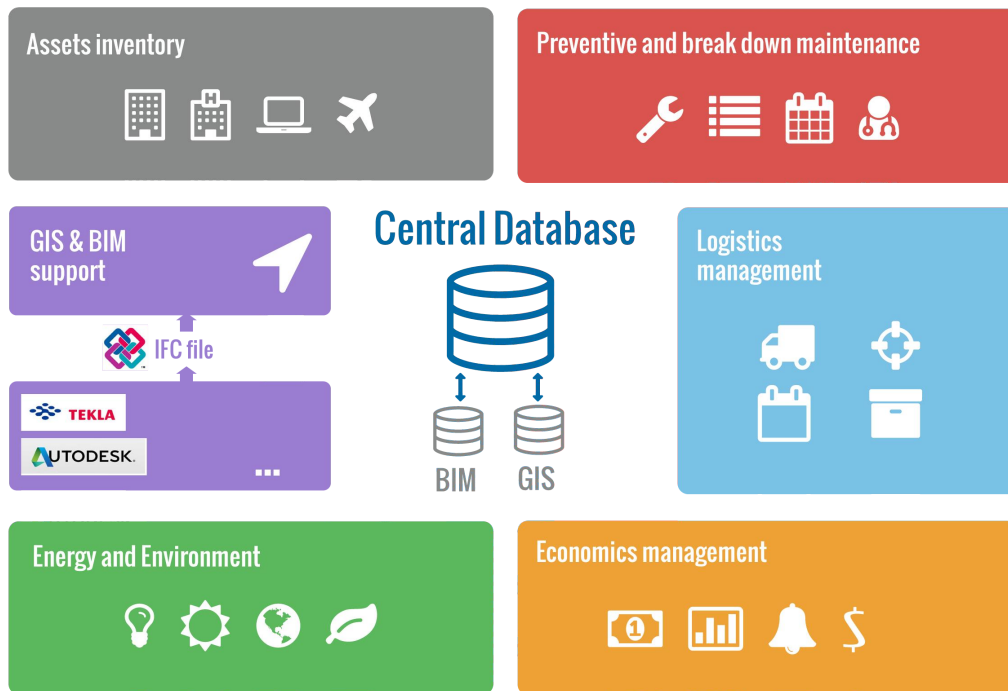 Assets inventory
H
Preventive and break down maintenance
GIS & BIM
support
IFC file
TEKLA
AUTODESK.
...
Central Database
BIM
GIS
Logistics
management
Energy and Environment
Economics management
1
$